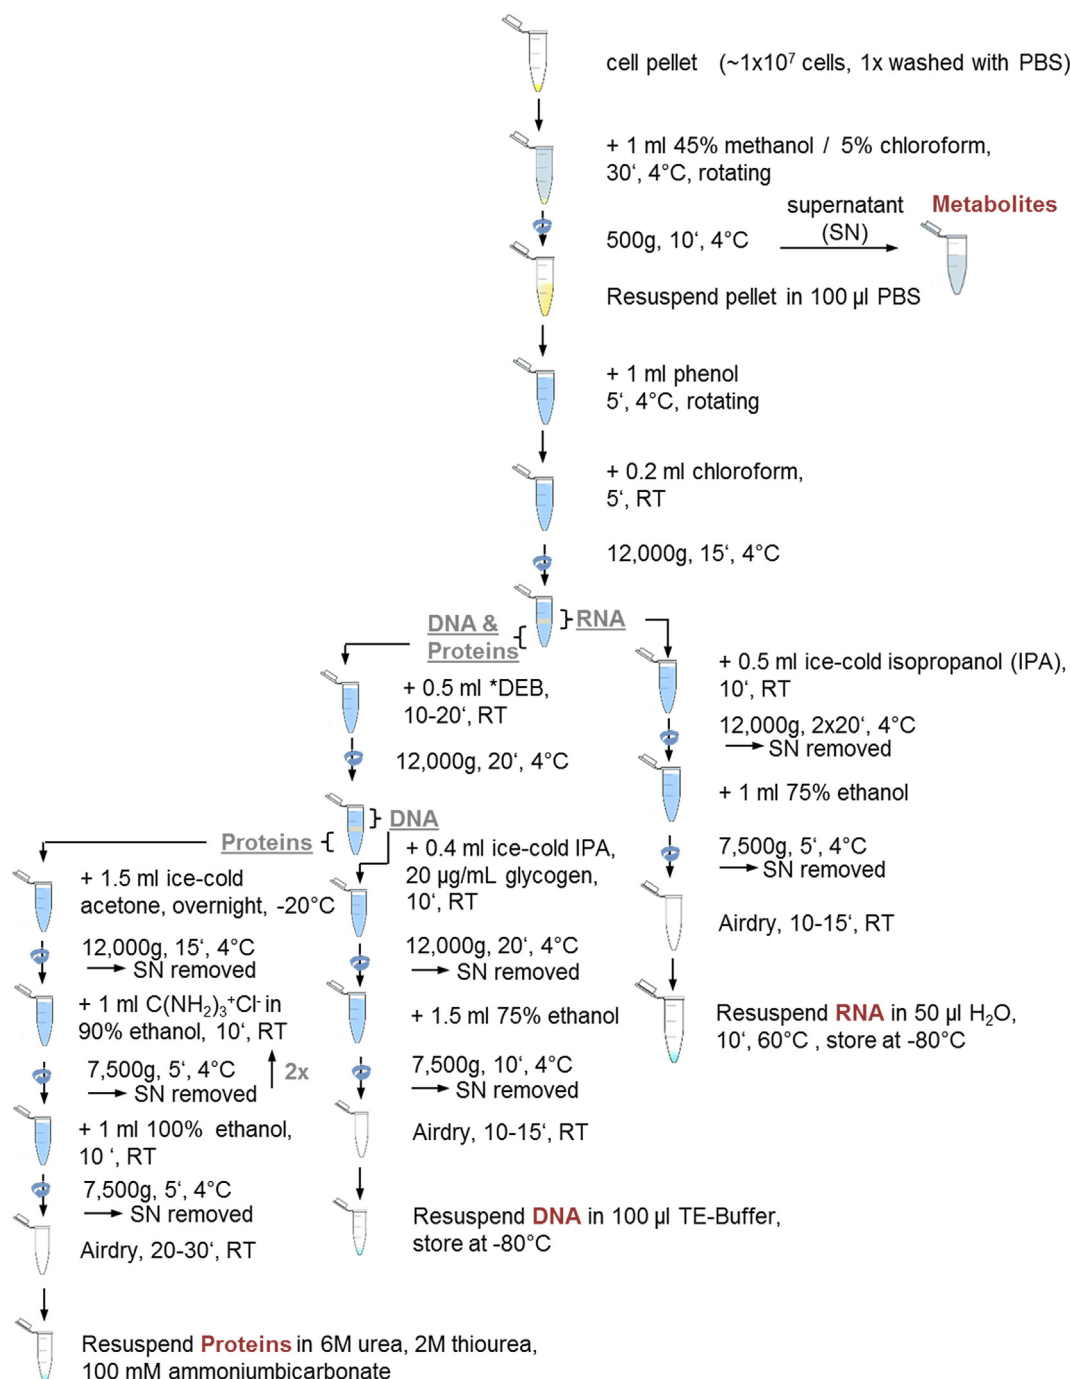 cell pellet (~1x10⁷ cells, 1x washed with PBS)
+ 1 ml 45% methanol / 5% chloroform,
30‘, 4°C, rotating
supernatant
(SN)
Metabolites
500g, 10‘, 4°C
Resuspend pellet in 100 µl PBS
+ 1 ml phenol
5‘, 4°C, rotating
+ 0.2 ml chloroform,
5‘, RT
12,000g, 15‘, 4°C
DNA &
Proteins
RNA
+ 0.5 ml *DEB,
10-20‘, RT
12,000g, 20‘, 4°C
+ 0.5 ml ice-cold isopropanol (IPA),
10‘, RT
12,000g, 2x20‘, 4°C
SN removed
+ 1 ml 75% ethanol
7,500g, 5‘, 4°C
SN removed
Airdry, 10-15‘, RT
Resuspend RNA in 50 µl H₂O,
10‘, 60°C , store at -80°C
Proteins
DNA
+ 0.4 ml ice-cold IPA,
20 µg/mL glycogen,
10‘, RT
12,000g, 20‘, 4°C
SN removed
+ 1.5 ml 75% ethanol
7,500g, 10‘, 4°C
SN removed
Airdry, 10-15‘, RT
Resuspend DNA in 100 µl TE-Buffer,
store at -80°C
+ 1.5 ml ice-cold
acetone, overnight, -20°C
12,000g, 15‘, 4°C
SN removed
+ 1 ml C(NH₂)₃⁺Cl⁻ in
90% ethanol, 10‘, RT
7,500g, 5‘, 4°C
SN removed
2x
+ 1 ml 100% ethanol,
10 ‘, RT
7,500g, 5‘, 4°C
SN removed
Airdry, 20-30‘, RT
Resuspend Proteins in 6M urea, 2M thiourea,
100 mM ammoniumbicarbonate